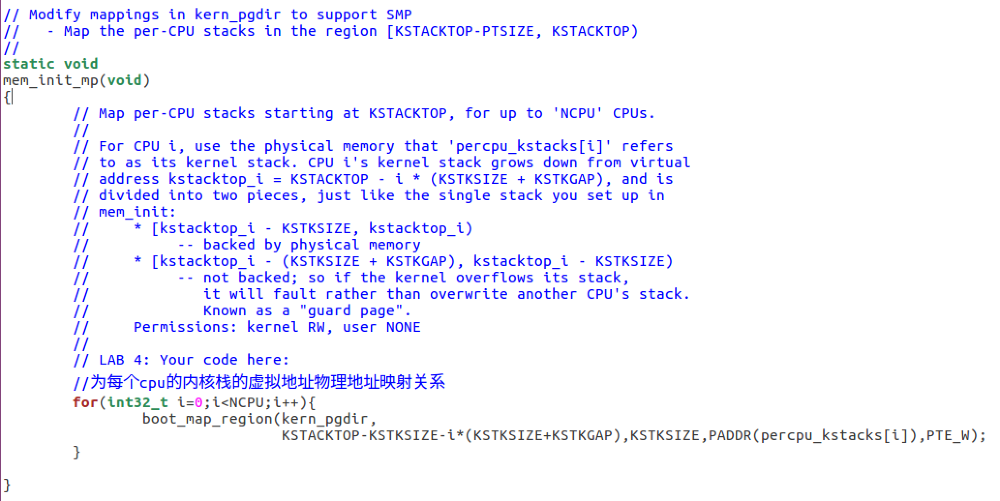 // Modify mappings in kern_pgdir to support SMP
//   - Map the per-CPU stacks in the region [KSTACKTOP-PTSIZE, KSTACKTOP)
//
static void
mem_init_mp(void)
{
        // Map per-CPU stacks starting at KSTACKTOP, for up to 'NCPU' CPUs.
        //
        // For CPU i, use the physical memory that 'percpu_kstacks[i]' refers
        // to as its kernel stack. CPU i's kernel stack grows down from virtual
        // address kstacktop_i = KSTACKTOP - i * (KSTKSIZE + KSTKGAP), and is
        // divided into two pieces, just like the single stack you set up in
        // mem_init:
        //     * [kstacktop_i - KSTKSIZE, kstacktop_i)
        //          -- backed by physical memory
        //     * [kstacktop_i - (KSTKSIZE + KSTKGAP), kstacktop_i - KSTKSIZE)
        //          -- not backed; so if the kernel overflows its stack,
        //             it will fault rather than overwrite another CPU's stack.
        //             Known as a "guard page".
        //     Permissions: kernel RW, user NONE
        //
        // LAB 4: Your code here:
        //为每个cpu的内核栈的虚拟地址物理地址映射关系
        for(int32_t i=0;i<NCPU;i++){
                boot_map_region(kern_pgdir,
                                KSTACKTOP-KSTKSIZE-i*(KSTKSIZE+KSTKGAP),KSTKSIZE,PADDR(percpu_kstacks[i]),PTE_W);
        }
}